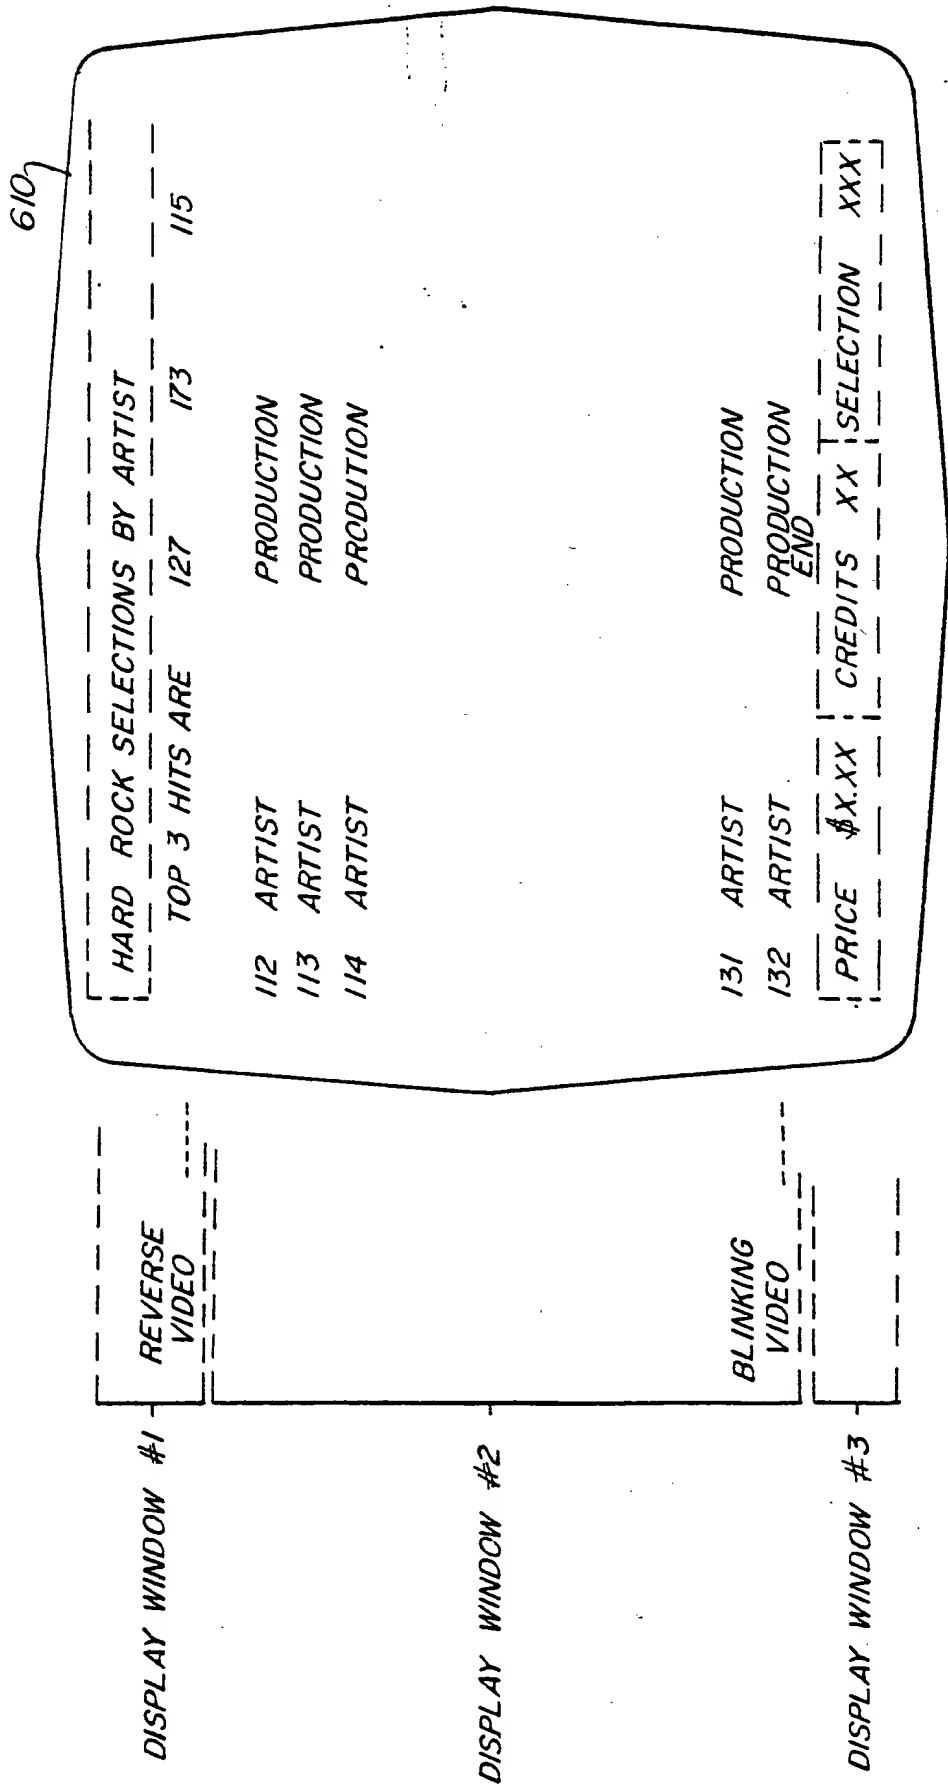 610
HARD ROCK SELECTIONS BY ARTIST
TOP 3 HITS ARE 127 173 115
112 ARTIST PRODUCTION
113 ARTIST PRODUCTION
114 ARTIST PRODUTION
131 ARTIST PRODUCTION
132 ARTIST PRODUCTION
END
PRICE $X.XX CREDITS XX SELECTION XXX
DISPLAY WINDOW #1
REVERSE
VIDEO
DISPLAY WINDOW #2
BLINKING
VIDEO
DISPLAY WINDOW #3